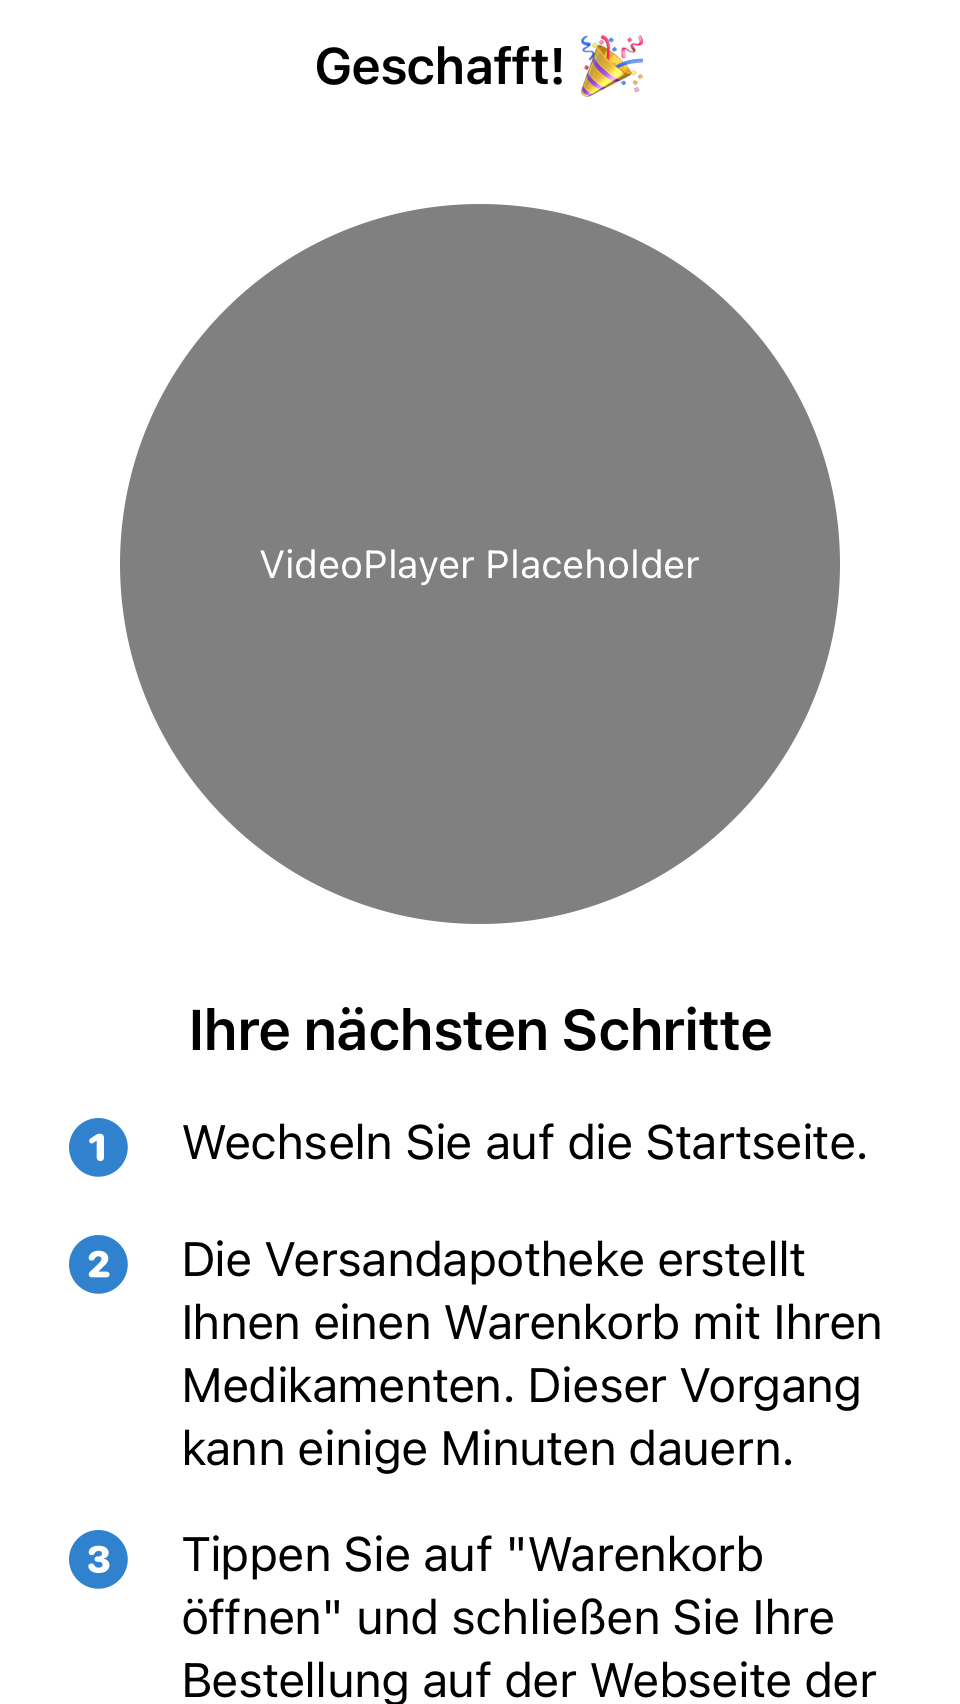 Geschafft! 🎉
VideoPlayer Placeholder
Ihre nächsten Schritte
1 Wechseln Sie auf die Startseite.
2 Die Versandapotheke erstellt
Ihnen einen Warenkorb mit Ihren
Medikamenten. Dieser Vorgang
kann einige Minuten dauern.
3 Tippen Sie auf "Warenkorb
öffnen" und schließen Sie Ihre
Bestellung auf der Webseite der